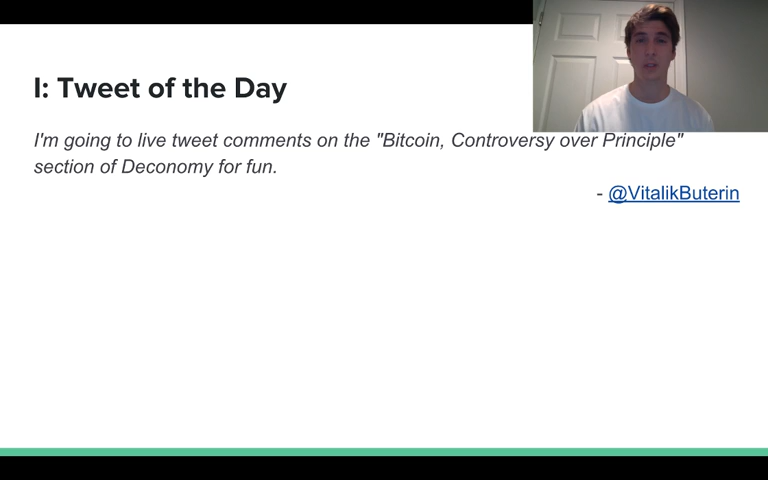 I: Tweet of the Day
I'm going to live tweet comments on the "Bitcoin, Controversy over Principle"
section of Deconomy for fun.
- @VitalikButerin